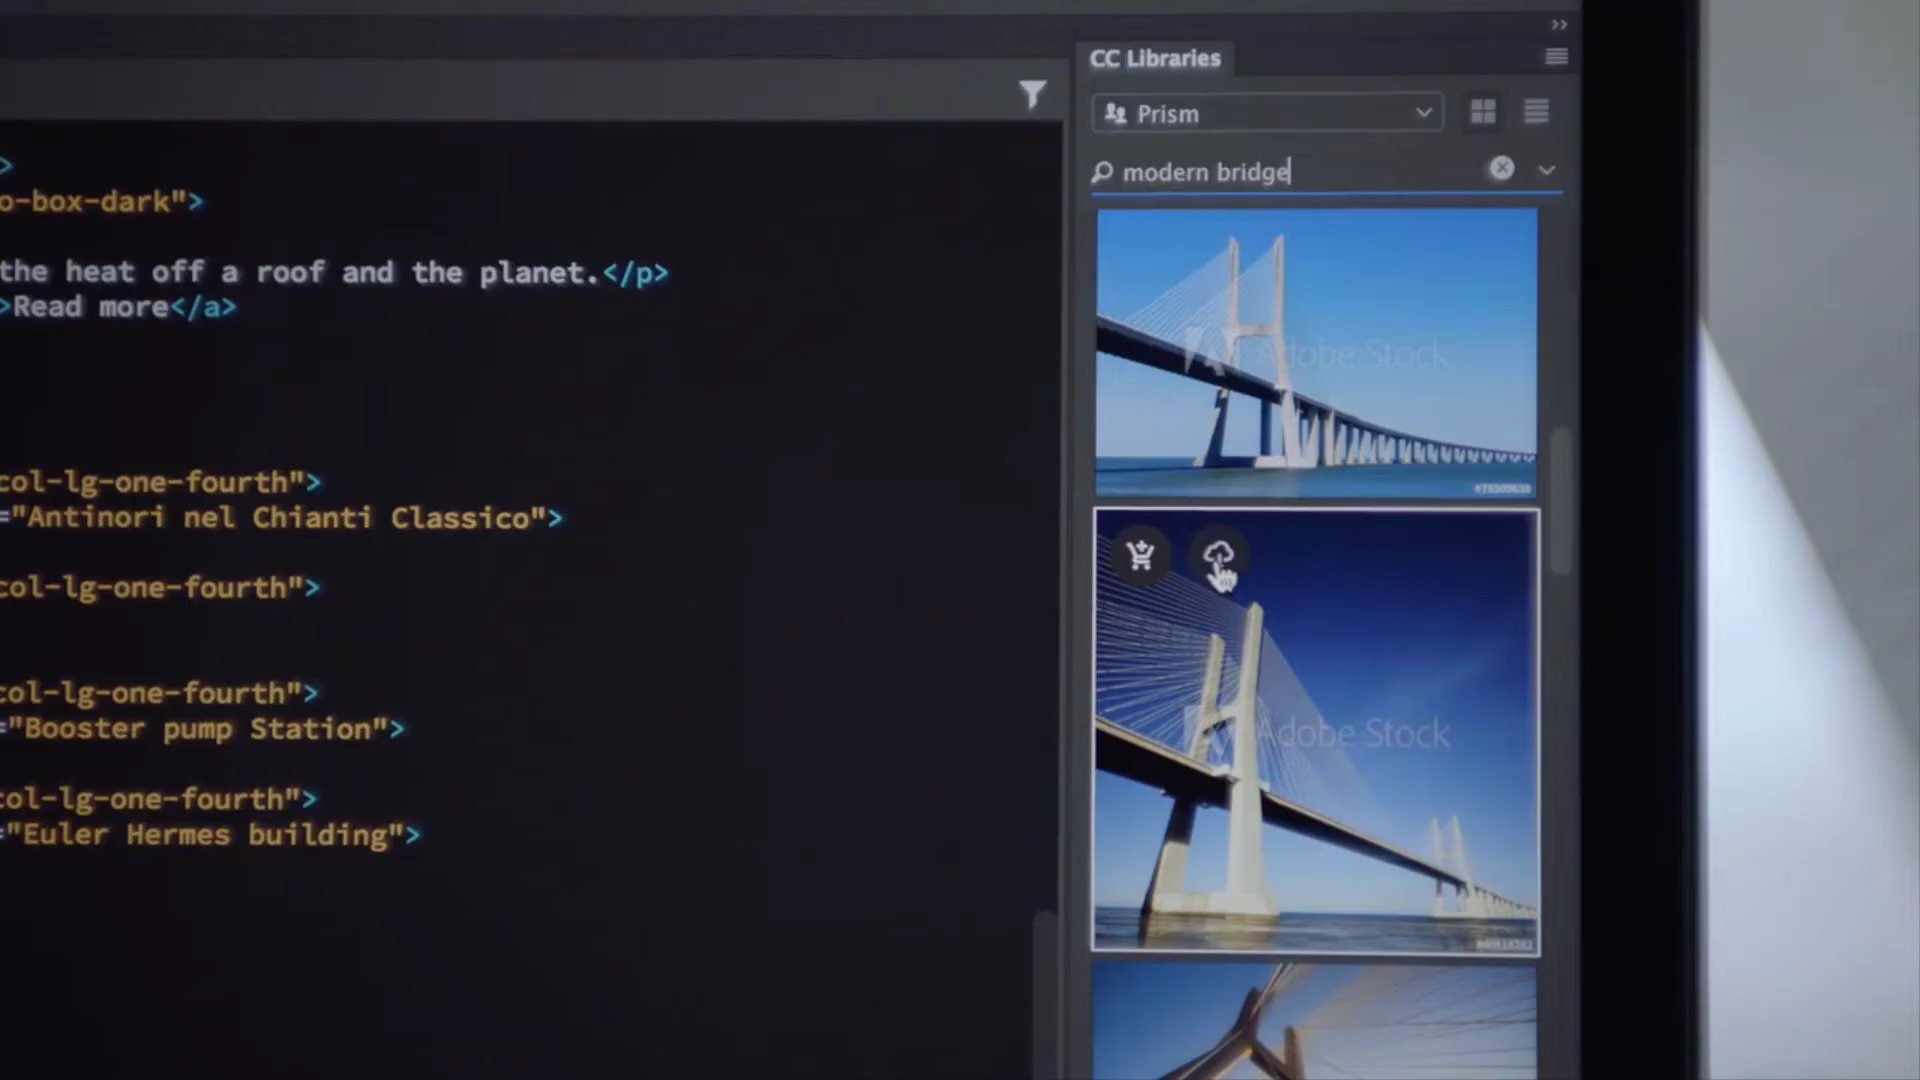 CC Libraries
Prism
modern bridge
>
o-box-dark">
the heat off a roof and the planet.</p>
>Read more</a>
col-lg-one-fourth">
="Antinori nel Chianti Classico">
col-lg-one-fourth">
col-lg-one-fourth">
="Booster pump Station">
col-lg-one-fourth">
="Euler Hermes building">
Adobe Stock
Adobe Stock